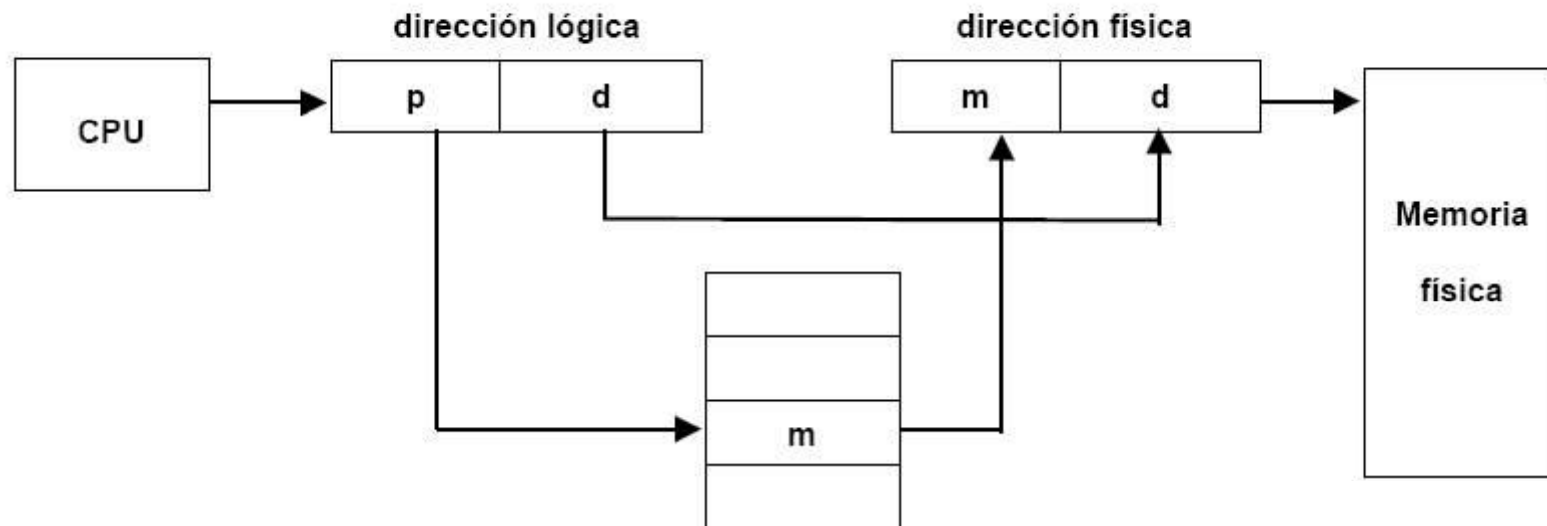 dirección lógica
dirección física
CPU
p
d
m
d
Memoria
física
m